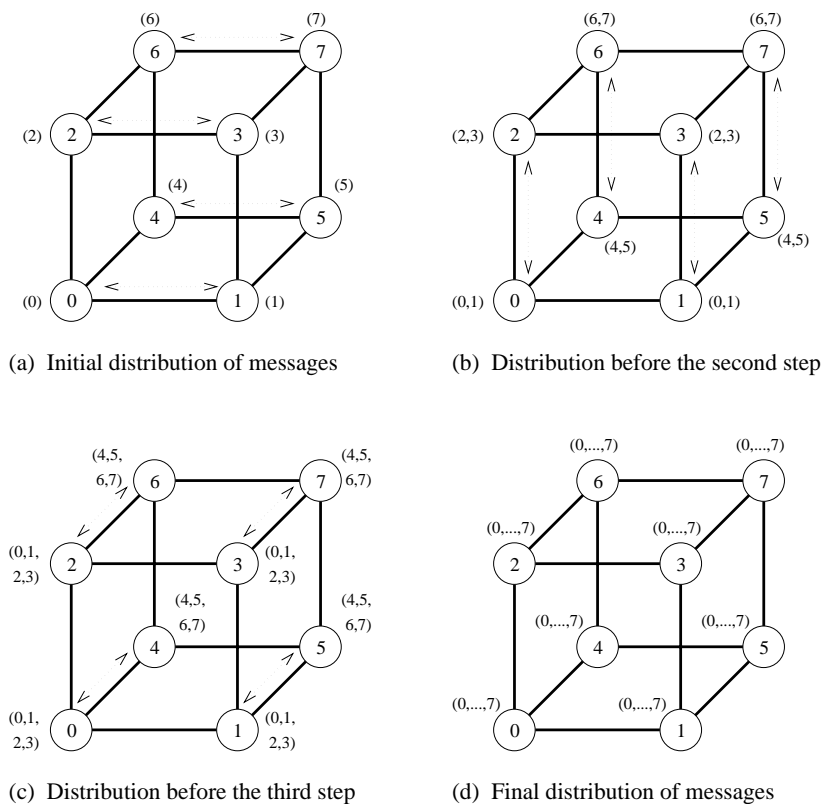 (6) (7)
6 7
(2) 2 3 (3)
(4) (5)
4 5
(0) 0 1 (1)
(a) Initial distribution of messages
(6,7) (6,7)
6 7
(2,3) 2 3 (2,3)
4 5
(4,5) (4,5)
(0,1) 0 1 (0,1)
(b) Distribution before the second step
(4,5, (4,5,
6,7) 6 7 6,7)
(0,1, 2 3 (0,1,
2,3) 2,3)
(4,5, (4,5,
6,7) 6,7)
4 5
(0,1, 0 1 (0,1,
2,3) 2,3)
(c) Distribution before the third step
(0,...,7) (0,...,7)
6 7
(0,...,7) (0,...,7)
2 3
(0,...,7) (0,...,7)
4 5
(0,...,7) (0,...,7)
0 1
(d) Final distribution of messages